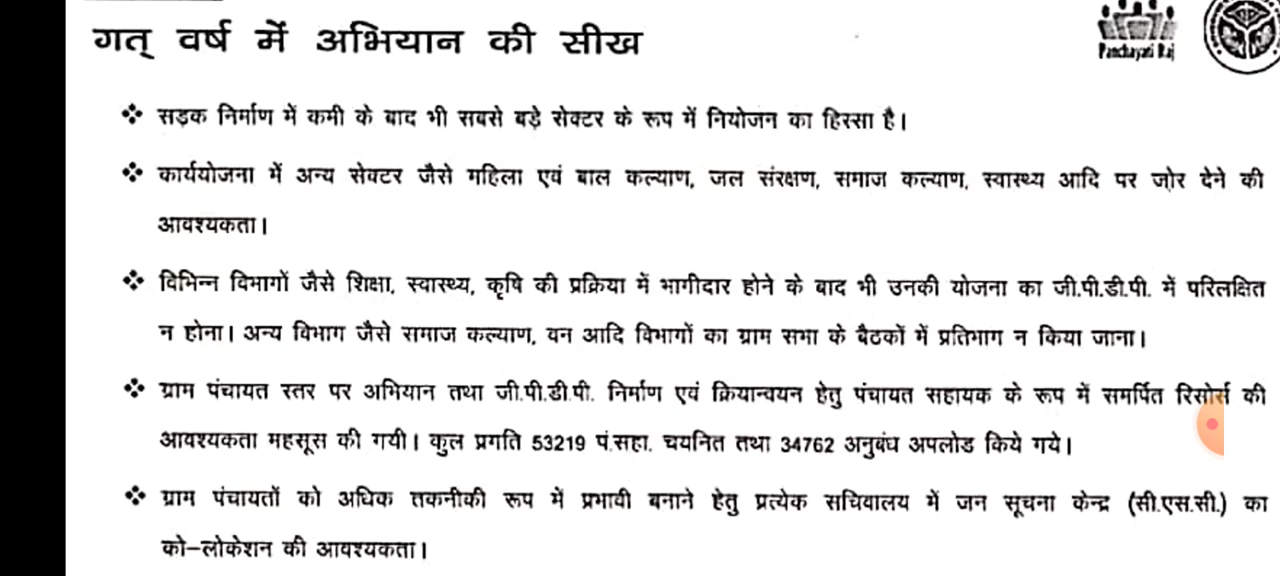 गत् वर्ष में अभियान की सीख
Panchayati Raj
❖ सड़क निर्माण में कमी के बाद भी सबसे बड़े सेक्टर के रूप में नियोजन का हिस्सा है।
❖ कार्ययोजना में अन्य सेक्टर जैसे महिला एवं बाल कल्याण, जल संरक्षण, समाज कल्याण, स्वास्थ्य आदि पर जोर देने की
आवश्यकता।
❖ विभिन्न विभागों जैसे शिक्षा, स्वास्थ्य, कृषि की प्रक्रिया में भागीदार होने के बाद भी उनकी योजना का जी.पी.डी.पी. में परिलक्षित
न होना। अन्य विभाग जैसे समाज कल्याण, वन आदि विभागों का ग्राम सभा के बैठकों में प्रतिभाग न किया जाना।
❖ ग्राम पंचायत स्तर पर अभियान तथा जी.पी.डी.पी. निर्माण एवं क्रियान्वयन हेतु पंचायत सहायक के रूप में समर्पित रिसोर्स की
आवश्यकता महसूस की गयी। कुल प्रगति 53219 पं.सहा. चयनित तथा 34762 अनुबंध अपलोड किये गये।
❖ ग्राम पंचायतों को अधिक तकनीकी रूप में प्रभावी बनाने हेतु प्रत्येक सचिवालय में जन सूचना केन्द्र (सी.एस.सी.) का
को–लोकेशन की आवश्यकता।